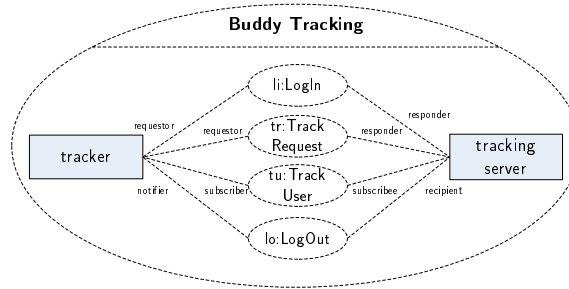 Buddy Tracking
li:LogIn
requestor
responder
tr:Track
Request
requestor
responder
tracker
tracking
server
tu:Track
User
notifier
subscriber
subscribee
recipient
lo:LogOut